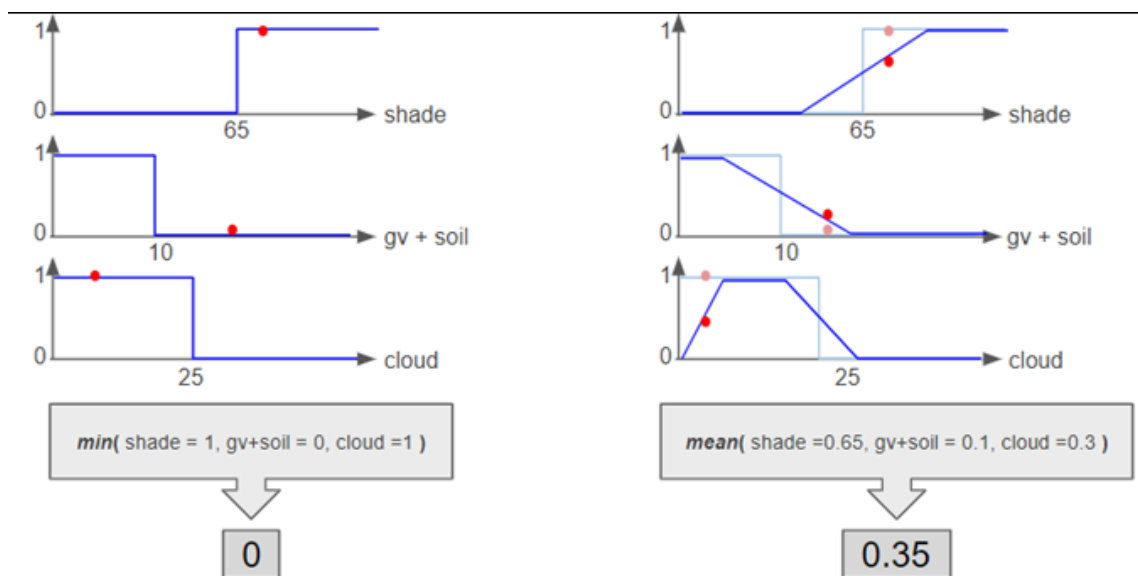 1
0
shade
65
1
0
gv + soil
10
1
0
cloud
25
min( shade = 1, gv+soil = 0, cloud =1 )
0
1
0
shade
65
1
0
gv + soil
10
1
0
cloud
25
mean( shade =0.65, gv+soil = 0.1, cloud =0.3 )
0.35